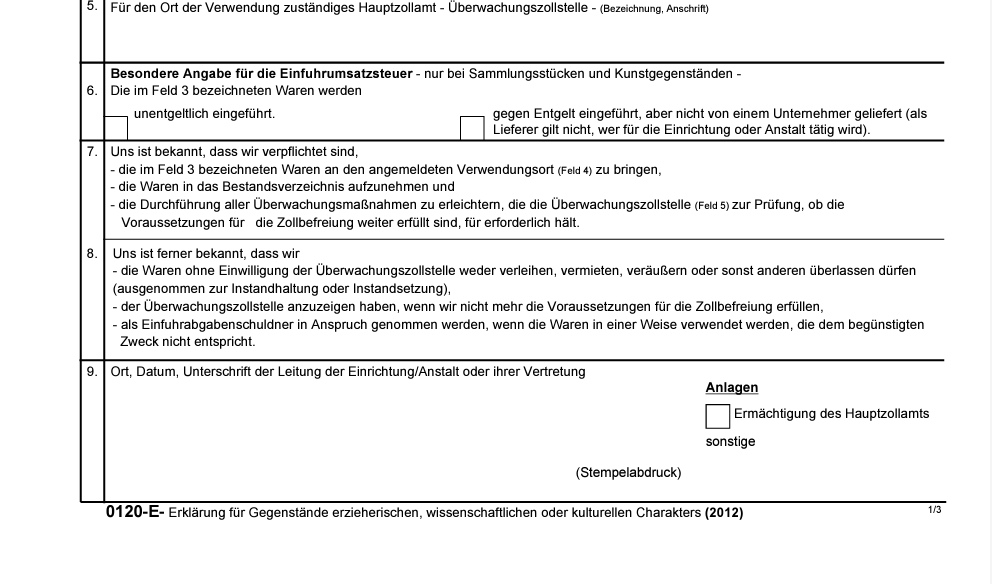 5. Für den Ort der Verwendung zuständiges Hauptzollamt - Überwachungszollstelle - (Bezeichnung, Anschrift)
Besondere Angabe für die Einfuhrumsatzsteuer - nur bei Sammlungsstücken und Kunstgegenständen -
6. Die im Feld 3 bezeichneten Waren werden
unentgeltlich eingeführt.
gegen Entgelt eingeführt, aber nicht von einem Unternehmer geliefert (als
Lieferer gilt nicht, wer für die Einrichtung oder Anstalt tätig wird).
7. Uns ist bekannt, dass wir verpflichtet sind,
- die im Feld 3 bezeichneten Waren an den angemeldeten Verwendungsort (Feld 4) zu bringen,
- die Waren in das Bestandsverzeichnis aufzunehmen und
- die Durchführung aller Überwachungsmaßnahmen zu erleichtern, die die Überwachungszollstelle (Feld 5) zur Prüfung, ob die
Voraussetzungen für die Zollbefreiung weiter erfüllt sind, für erforderlich hält.
8. Uns ist ferner bekannt, dass wir
- die Waren ohne Einwilligung der Überwachungszollstelle weder verleihen, vermieten, veräußern oder sonst anderen überlassen dürfen
(ausgenommen zur Instandhaltung oder Instandsetzung),
- der Überwachungszollstelle anzuzeigen haben, wenn wir nicht mehr die Voraussetzungen für die Zollbefreiung erfüllen,
- als Einfuhrabgabenschuldner in Anspruch genommen werden, wenn die Waren in einer Weise verwendet werden, die dem begünstigten
Zweck nicht entspricht.
9. Ort, Datum, Unterschrift der Leitung der Einrichtung/Anstalt oder ihrer Vertretung
Anlagen
Ermächtigung des Hauptzollamts
sonstige
(Stempelabdruck)
0120-E- Erklärung für Gegenstände erzieherischen, wissenschaftlichen oder kulturellen Charakters (2012)
1/3